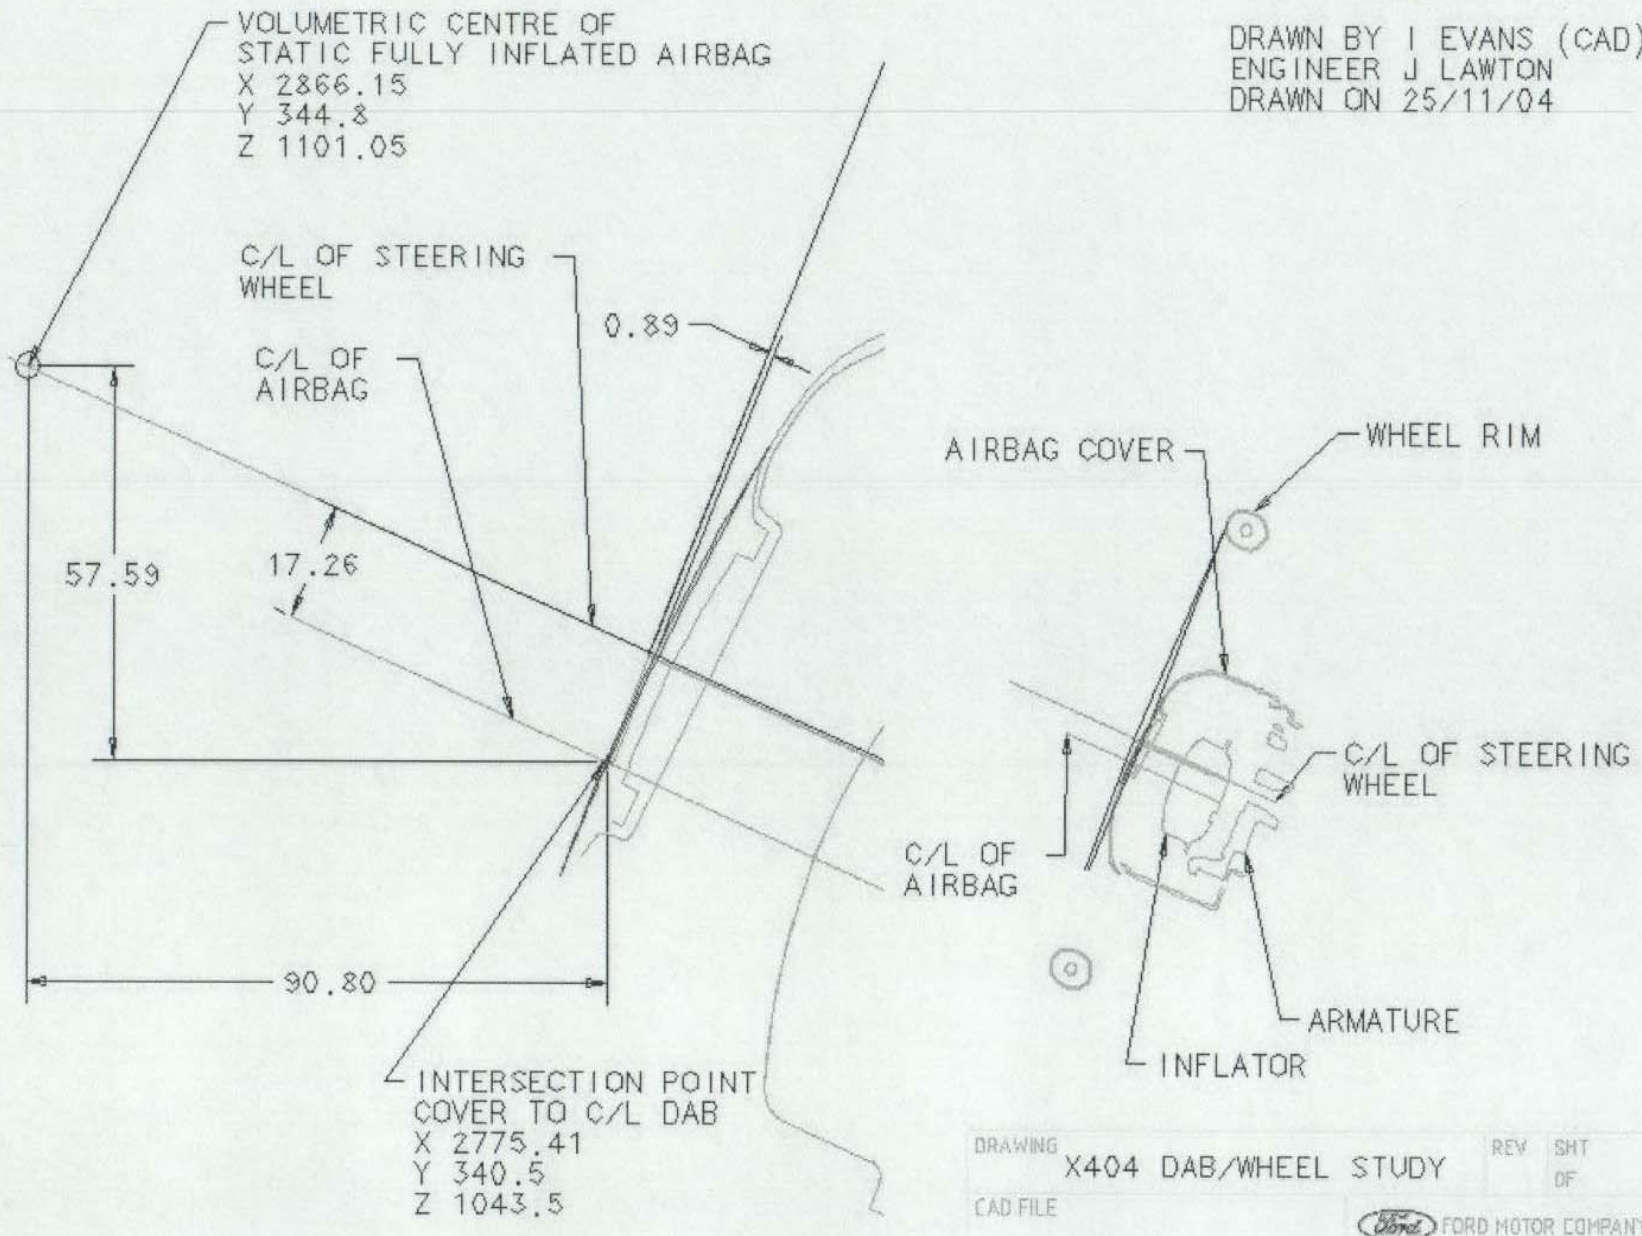 VOLUMETRIC CENTRE OF
STATIC FULLY INFLATED AIRBAG
X 2866.15
Y 344.8
Z 1101.05
DRAWN BY I EVANS (CAD)
ENGINEER J LAWTON
DRAWN ON 25/11/04
C/L OF STEERING
WHEEL
0.89
C/L OF
AIRBAG
57.59
17.26
90.80
INTERSECTION POINT
COVER TO C/L DAB
X 2775.41
Y 340.5
Z 1043.5
AIRBAG COVER
WHEEL RIM
C/L OF STEERING
WHEEL
C/L OF
AIRBAG
ARMATURE
INFLATOR
DRAWING
X404 DAB/WHEEL STUDY
REV
SHT
OF
CAD FILE
Ford FORD MOTOR COMPANY